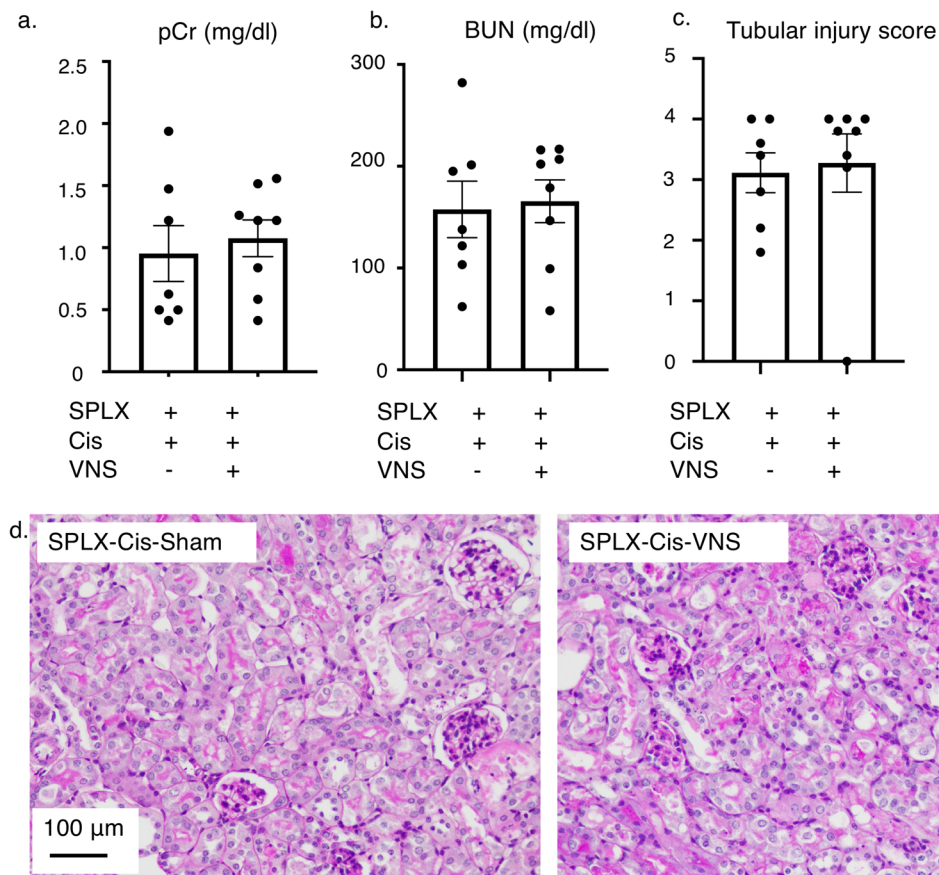 a.
pCr (mg/dl)
2.5
2.0
1.5
1.0
0.5
0
SPLX + +
Cis + +
VNS - +
b.
BUN (mg/dl)
300
200
100
0
SPLX + +
Cis + +
VNS - +
c.
Tubular injury score
5
4
3
2
1
0
SPLX + +
Cis + +
VNS - +
d.
SPLX-Cis-Sham
100 μm
SPLX-Cis-VNS